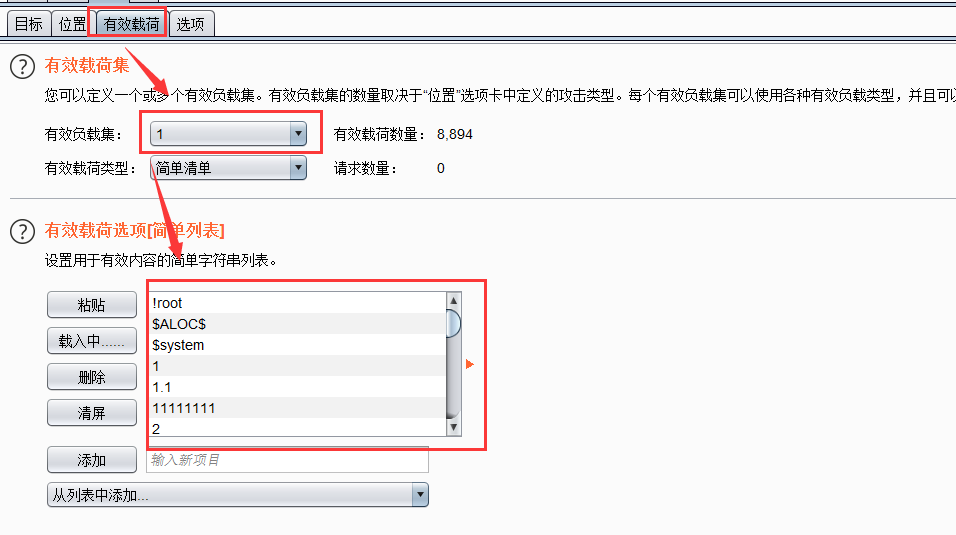 目标 位置 有效载荷 选项
有效载荷集
您可以定义一个或多个有效负载集。有效负载集的数量取决于“位置”选项卡中定义的攻击类型。每个有效负载集可以使用各种有效负载类型，并且可以
有效负载集： 1 有效载荷数量： 8,894
有效载荷类型： 简单清单 请求数量： 0
有效载荷选项[简单列表]
设置用于有效内容的简单字符串列表。
粘贴
载入中......
删除
清屏
!root
$ALOC$
$system
1
1.1
11111111
2
添加 输入新项目
从列表中添加...